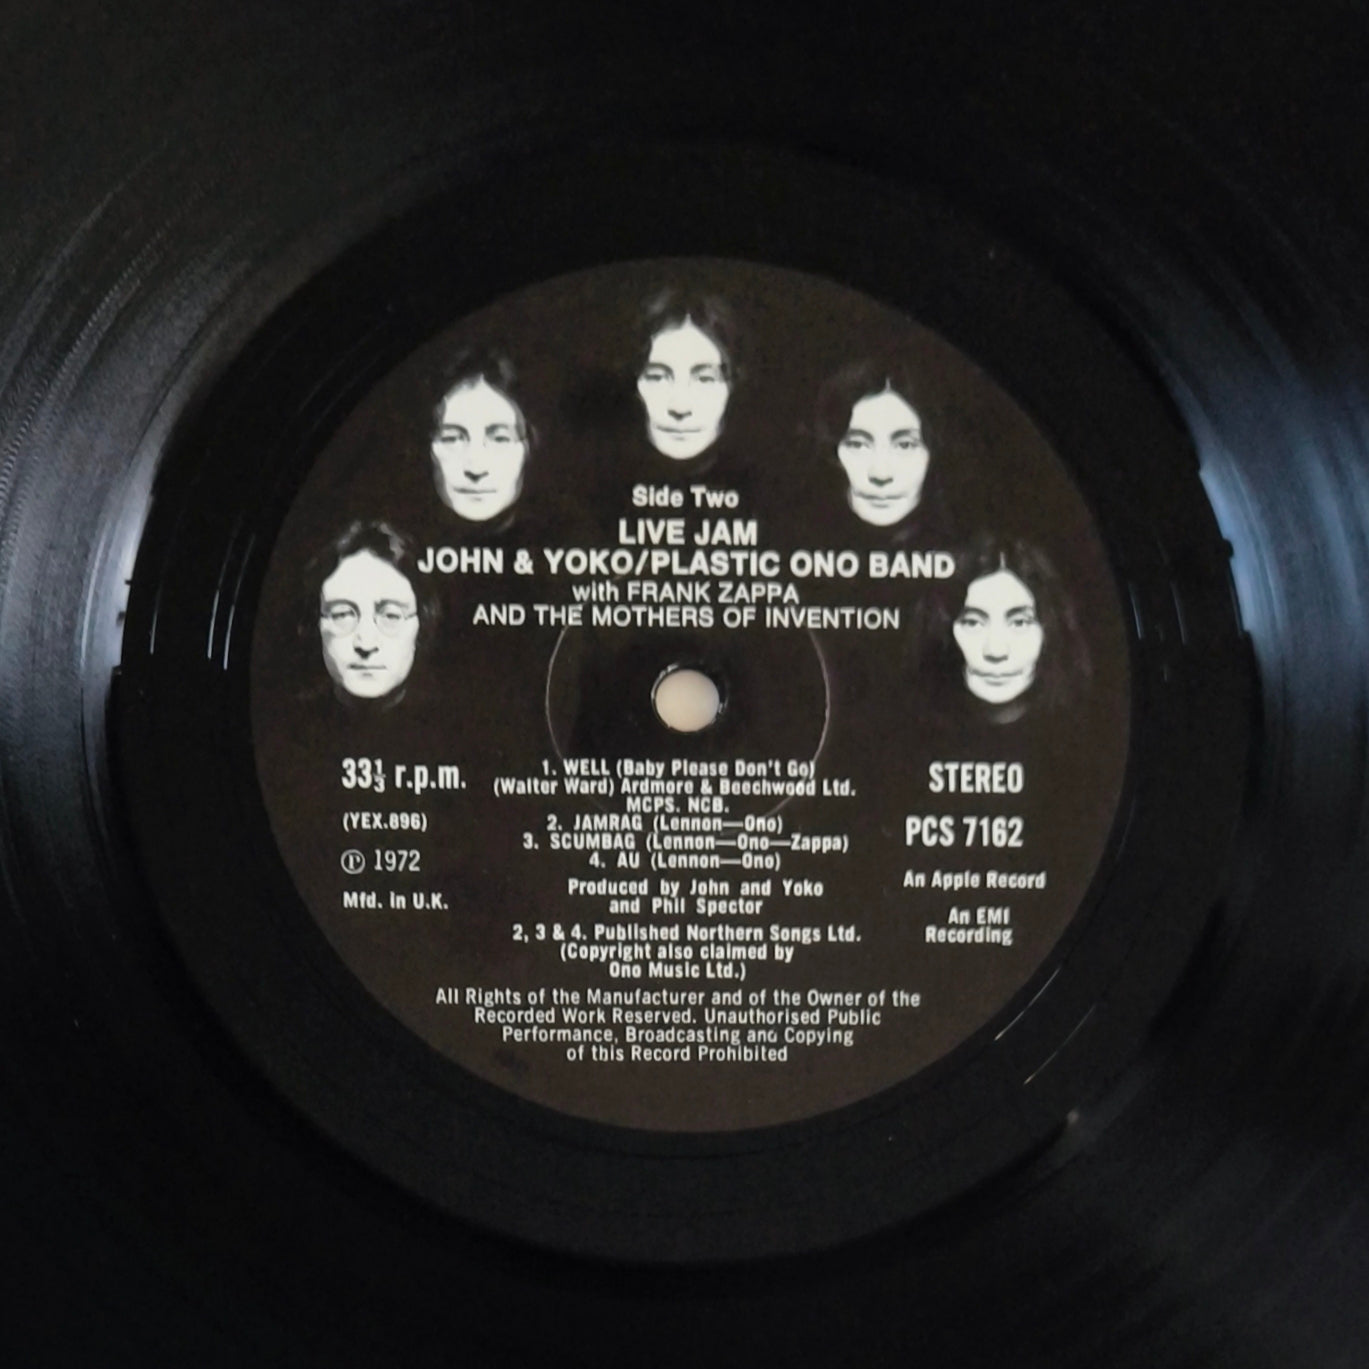 Side Two
LIVE JAM
JOHN & YOKO/PLASTIC ONO BAND
with FRANK ZAPPA
AND THE MOTHERS OF INVENTION
33⅓ r.p.m.
(YEX.896)
Ⓟ 1972
Mfd. in U.K.
1. WELL (Baby Please Don't Go)
(Walter Ward) Ardmore & Beechwood Ltd.
MCPS. NCB.
2. JAMRAG (Lennon—Ono)
3. SCUMBAG (Lennon—Ono—Zappa)
4. AU (Lennon—Ono)
Produced by John and Yoko
and Phil Spector
2, 3 & 4. Published Northern Songs Ltd.
(Copyright also claimed by
Ono Music Ltd.)
STEREO
PCS 7162
An Apple Record
An EMI
Recording
All Rights of the Manufacturer and of the Owner of the
Recorded Work Reserved. Unauthorised Public
Performance, Broadcasting and Copying
of this Record Prohibited